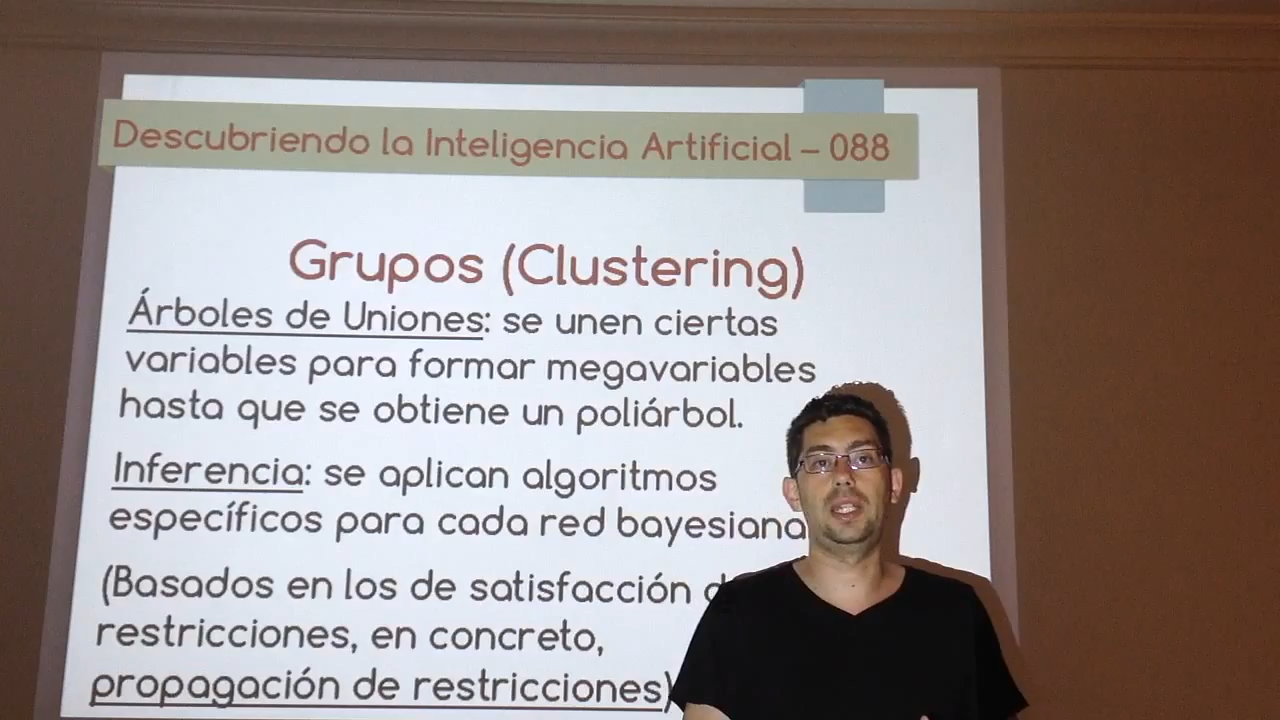 Descubriendo la Inteligencia Artificial – 088
Grupos (Clustering)
Árboles de Uniones: se unen ciertas
variables para formar megavariables
hasta que se obtiene un poliárbol.
Inferencia: se aplican algoritmos
específicos para cada red bayesiana
(Basados en los de satisfacción
restricciones, en concreto,
propagación de restricciones)